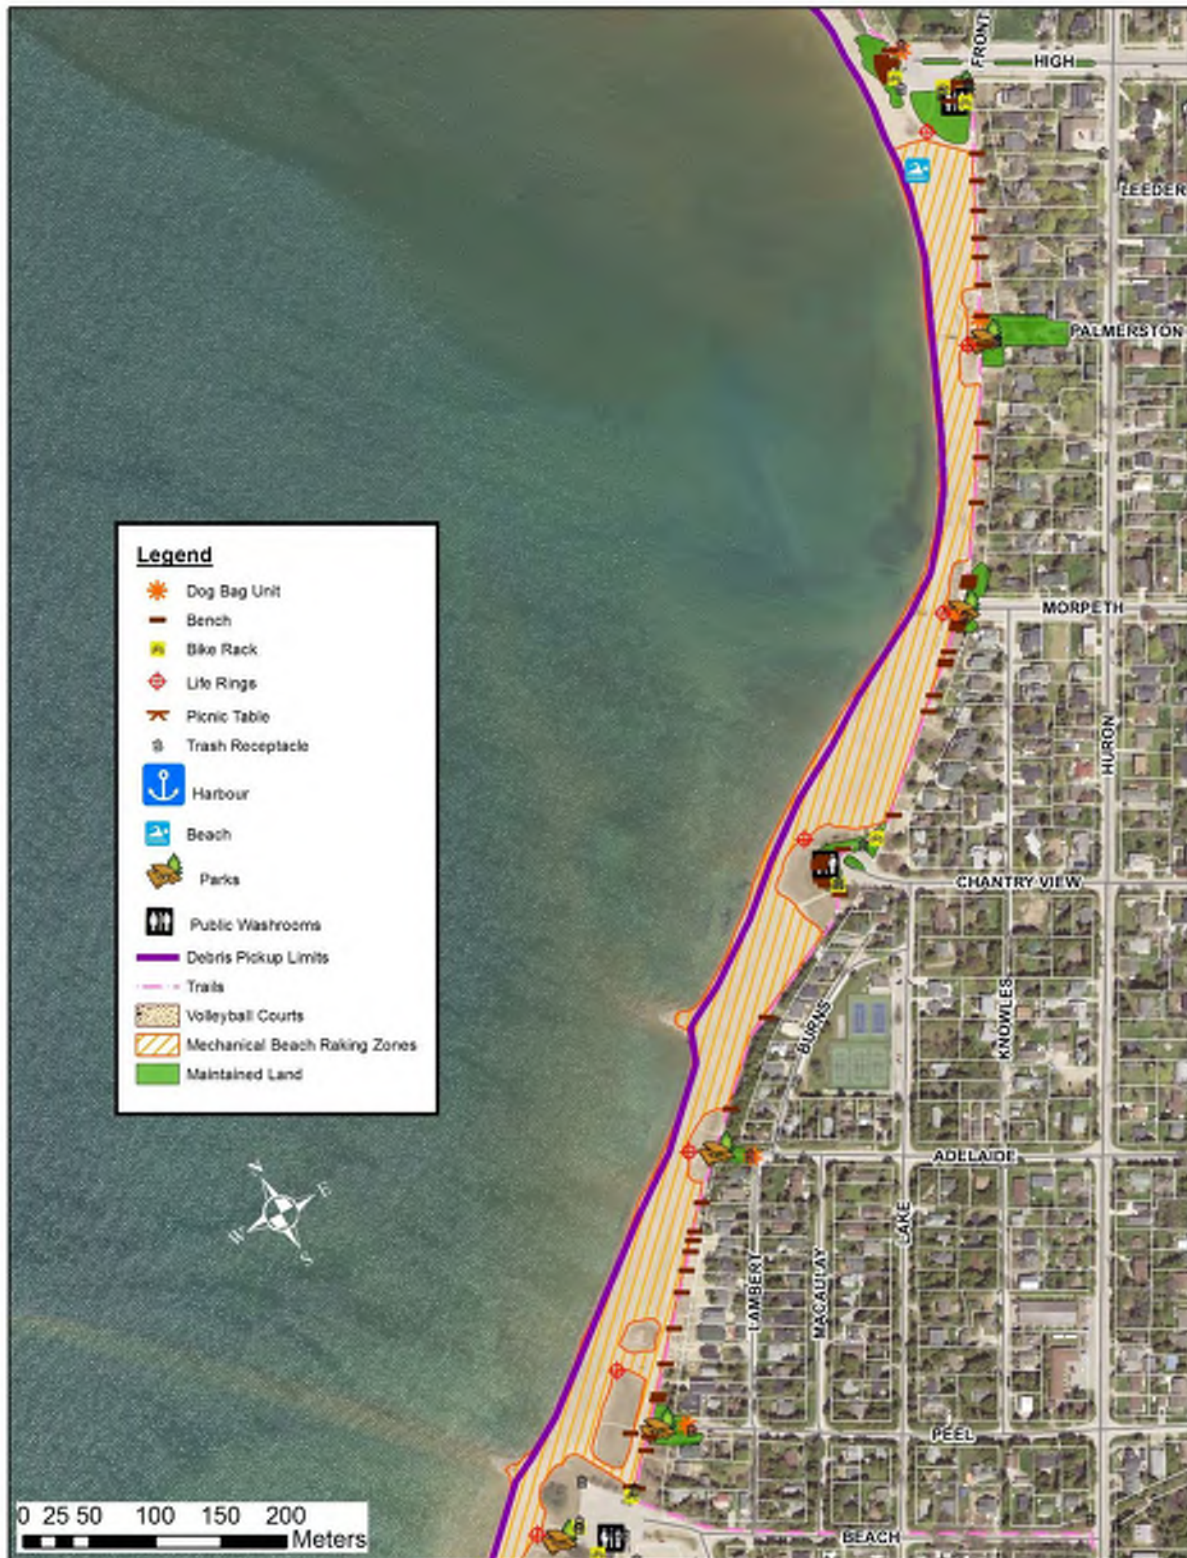 FRONT
HIGH
LEEDER
PALMERSTON
MORPETH
HURON
CHANTRY VIEW
BURNS
KNOWLES
ADELAIDE
LAKE
LAMBERT
MACAULAY
PEEL
BEACH
Legend
Dog Bag Unit
Bench
Bike Rack
Life Rings
Picnic Table
Trash Receptacle
Harbour
Beach
Parks
Public Washrooms
Debris Pickup Limits
Trails
Volleyball Courts
Mechanical Beach Raking Zones
Maintained Land
E
W
S
0 25 50 100 150 200
Meters